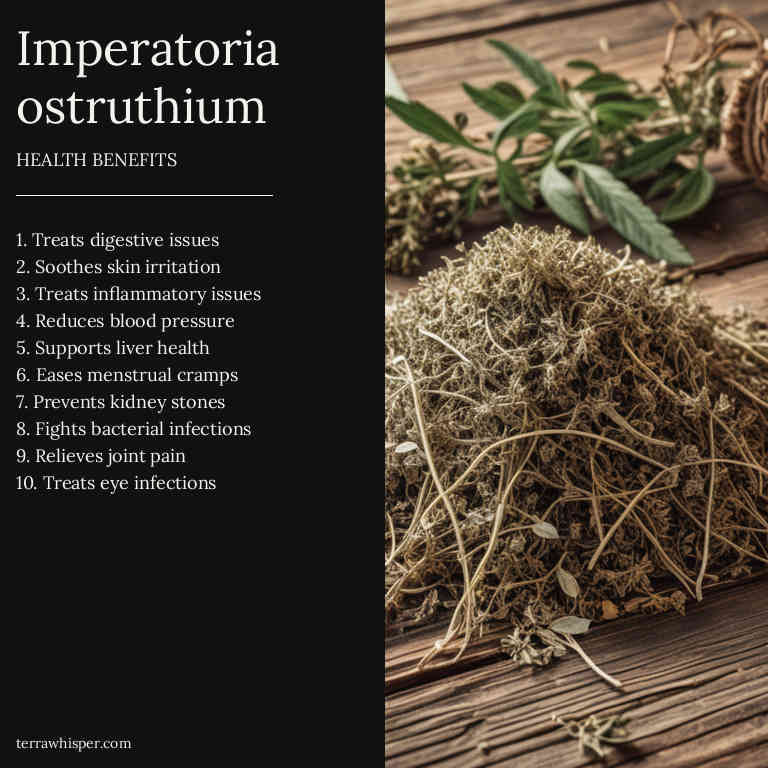 Imperatoria
ostruthium
HEALTH BENEFITS
1. Treats digestive issues
2. Soothes skin irritation
3. Treats inflammatory issues
4. Reduces blood pressure
5. Supports liver health
6. Eases menstrual cramps
7. Prevents kidney stones
8. Fights bacterial infections
9. Relieves joint pain
10. Treats eye infections
terrawhisper.com